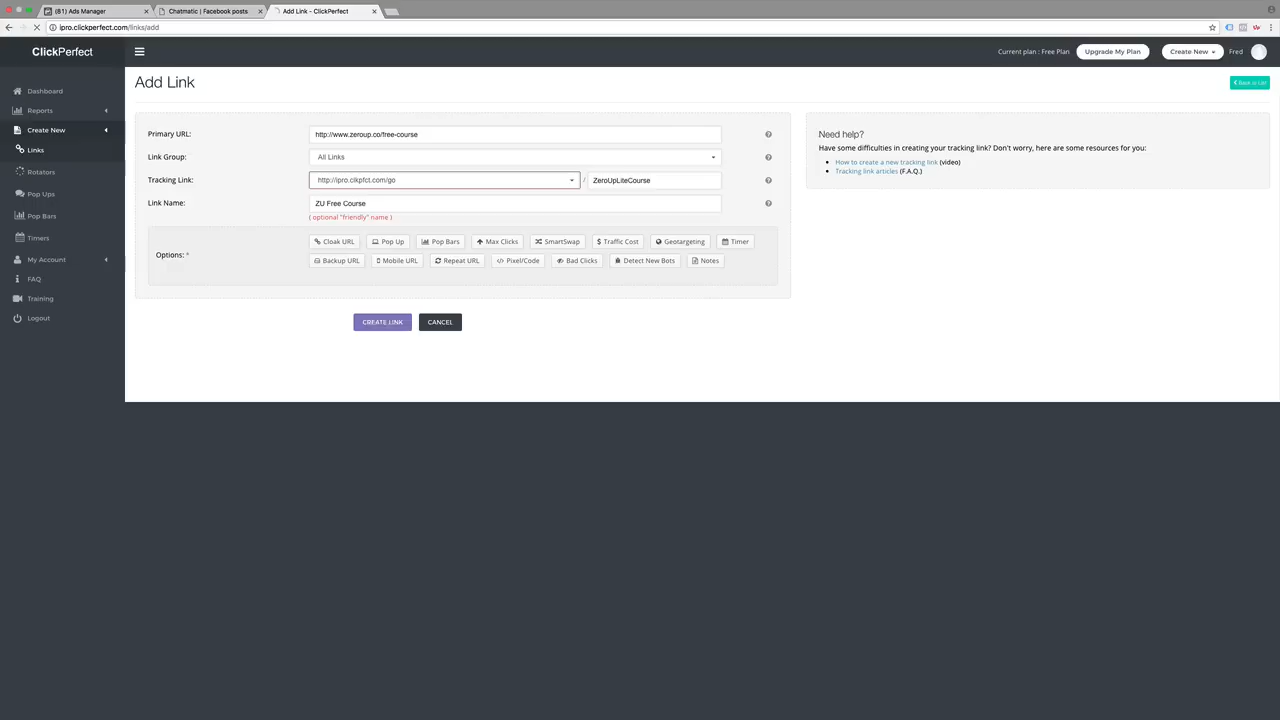 (81) Ads Manager
Chatmatic | Facebook posts
Add Link - ClickPerfect
ipro.clickperfect.com/links/add
ClickPerfect
Current plan : Free Plan
Upgrade My Plan
Create New
Fred
Dashboard
Reports
Create New
Links
Rotators
Pop Ups
Pop Bars
Timers
My Account
FAQ
Training
Logout
Add Link
Back to List
Primary URL:
http://www.zeroup.co/free-course
Link Group:
All Links
Tracking Link:
http://ipro.clkpfct.com/go
/
ZeroUpLiteCourse
Link Name:
ZU Free Course
( optional "friendly" name )
Options: *
Cloak URL
Pop Up
Pop Bars
Max Clicks
SmartSwap
$ Traffic Cost
Geotargeting
Timer
Backup URL
Mobile URL
Repeat URL
Pixel/Code
Bad Clicks
Detect New Bots
Notes
CREATE LINK
CANCEL
Need help?
Have some difficulties in creating your tracking link? Don't worry, here are some resources for you:
How to create a new tracking link (video)
Tracking link articles (F.A.Q.)